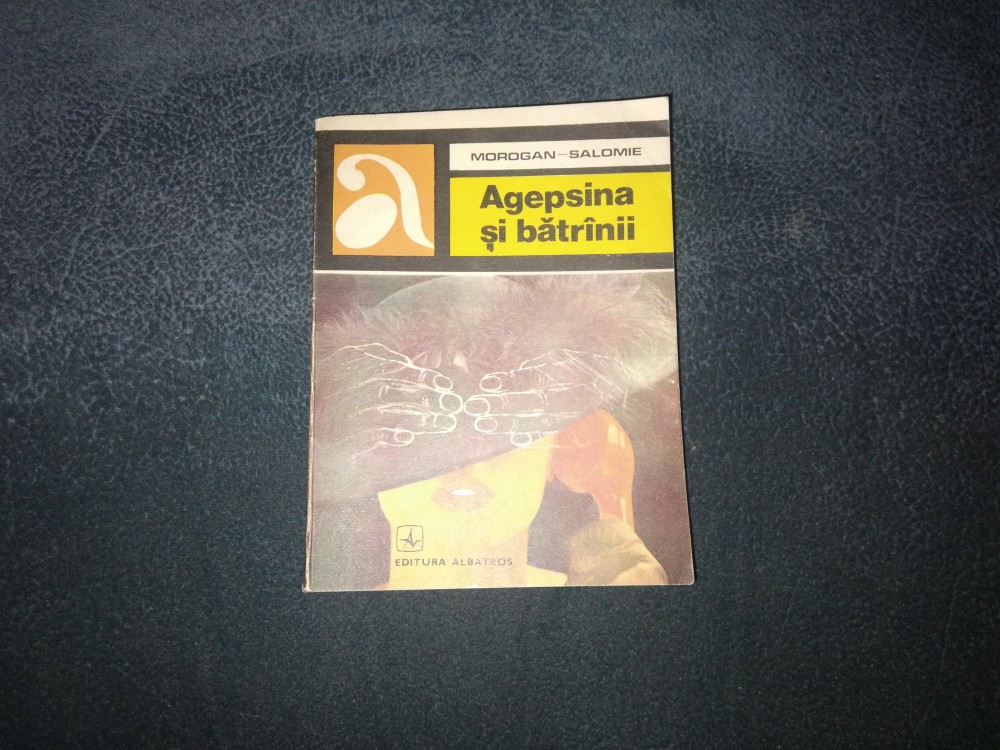 a
MOROGAN—SALOMIE
Agepsina
și bătrînii
EDITURA ALBATROS